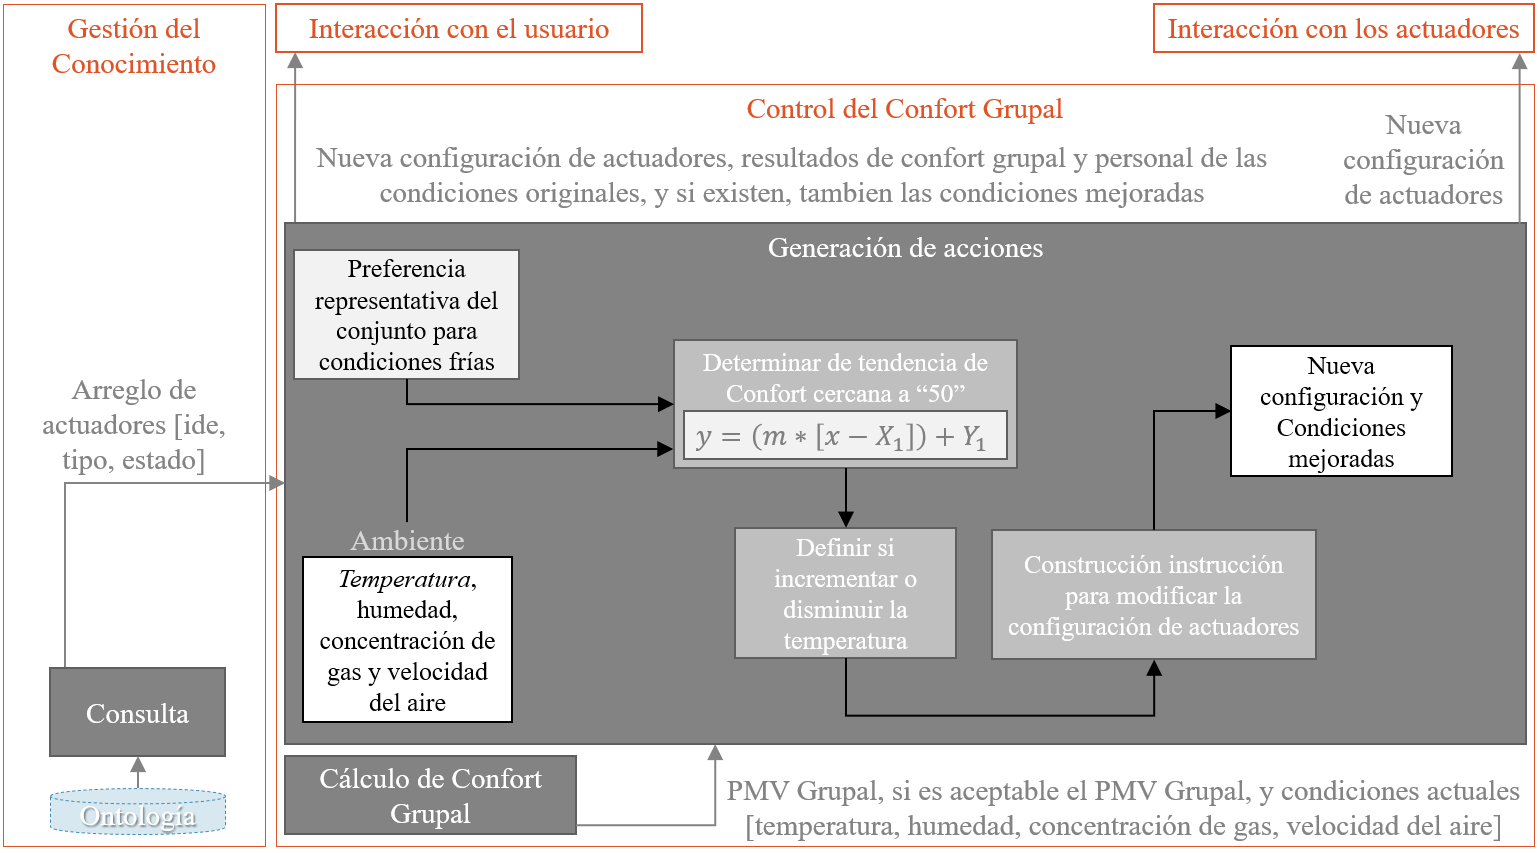 Gestión del
Conocimiento
Interacción con el usuario
Interacción con los actuadores
Control del Confort Grupal
Nueva configuración de actuadores, resultados de confort grupal y personal de las
condiciones originales, y si existen, tambien las condiciones mejoradas
Nueva
configuración
de actuadores
Generación de acciones
Preferencia
representativa del
conjunto para
condiciones frías
Determinar de tendencia de
Confort cercana a “50”
y = (m * [x − X₁]) + Y₁
Nueva
configuración y
Condiciones
mejoradas
Arreglo de
actuadores [ide,
tipo, estado]
Ambiente
Temperatura,
humedad,
concentración de
gas y velocidad
del aire
Definir si
incrementar o
disminuir la
temperatura
Construcción instrucción
para modificar la
configuración de actuadores
Consulta
Ontología
Cálculo de Confort
Grupal
PMV Grupal, si es aceptable el PMV Grupal, y condiciones actuales
[temperatura, humedad, concentración de gas, velocidad del aire]